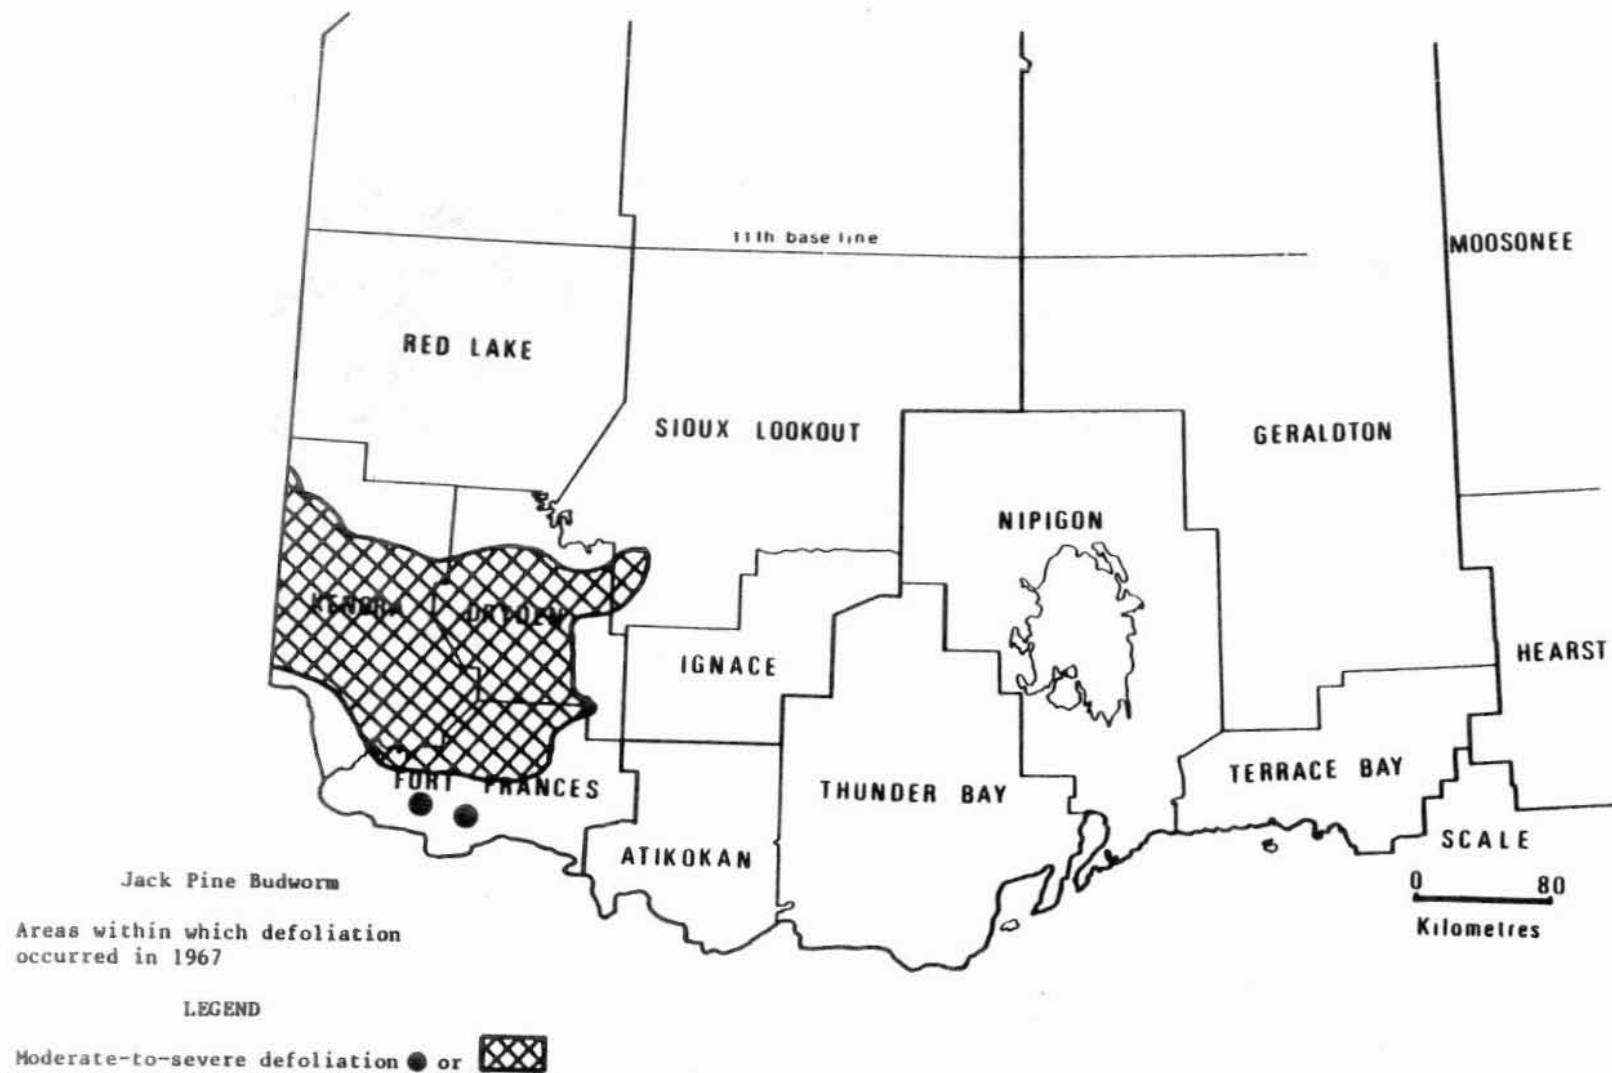 11th base line
MOOSONEE
RED LAKE
SIOUX LOOKOUT
GERALDTON
NIPIGON
KENORA
DRYDEN
HEARST
IGNACE
TERRACE BAY
FORT FRANCES
THUNDER BAY
SCALE
ATIKOKAN
0 80
Kilometres
Jack Pine Budworm
Areas within which defoliation
occurred in 1967
LEGEND
Moderate-to-severe defoliation ● or